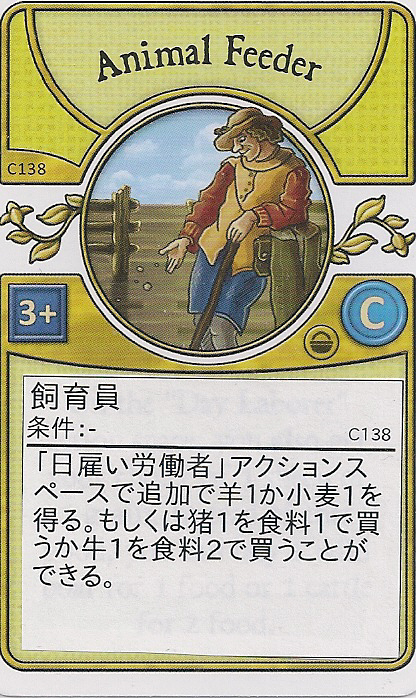 Animal Feeder
C138
3+
C
飼育員
条件:-
C138
「日雇い労働者」アクションス
ペースで追加で羊1か小麦1を
得る。もしくは猪1を食料1で買
うか牛1を食料2で買うことが
できる。
for 2 food.